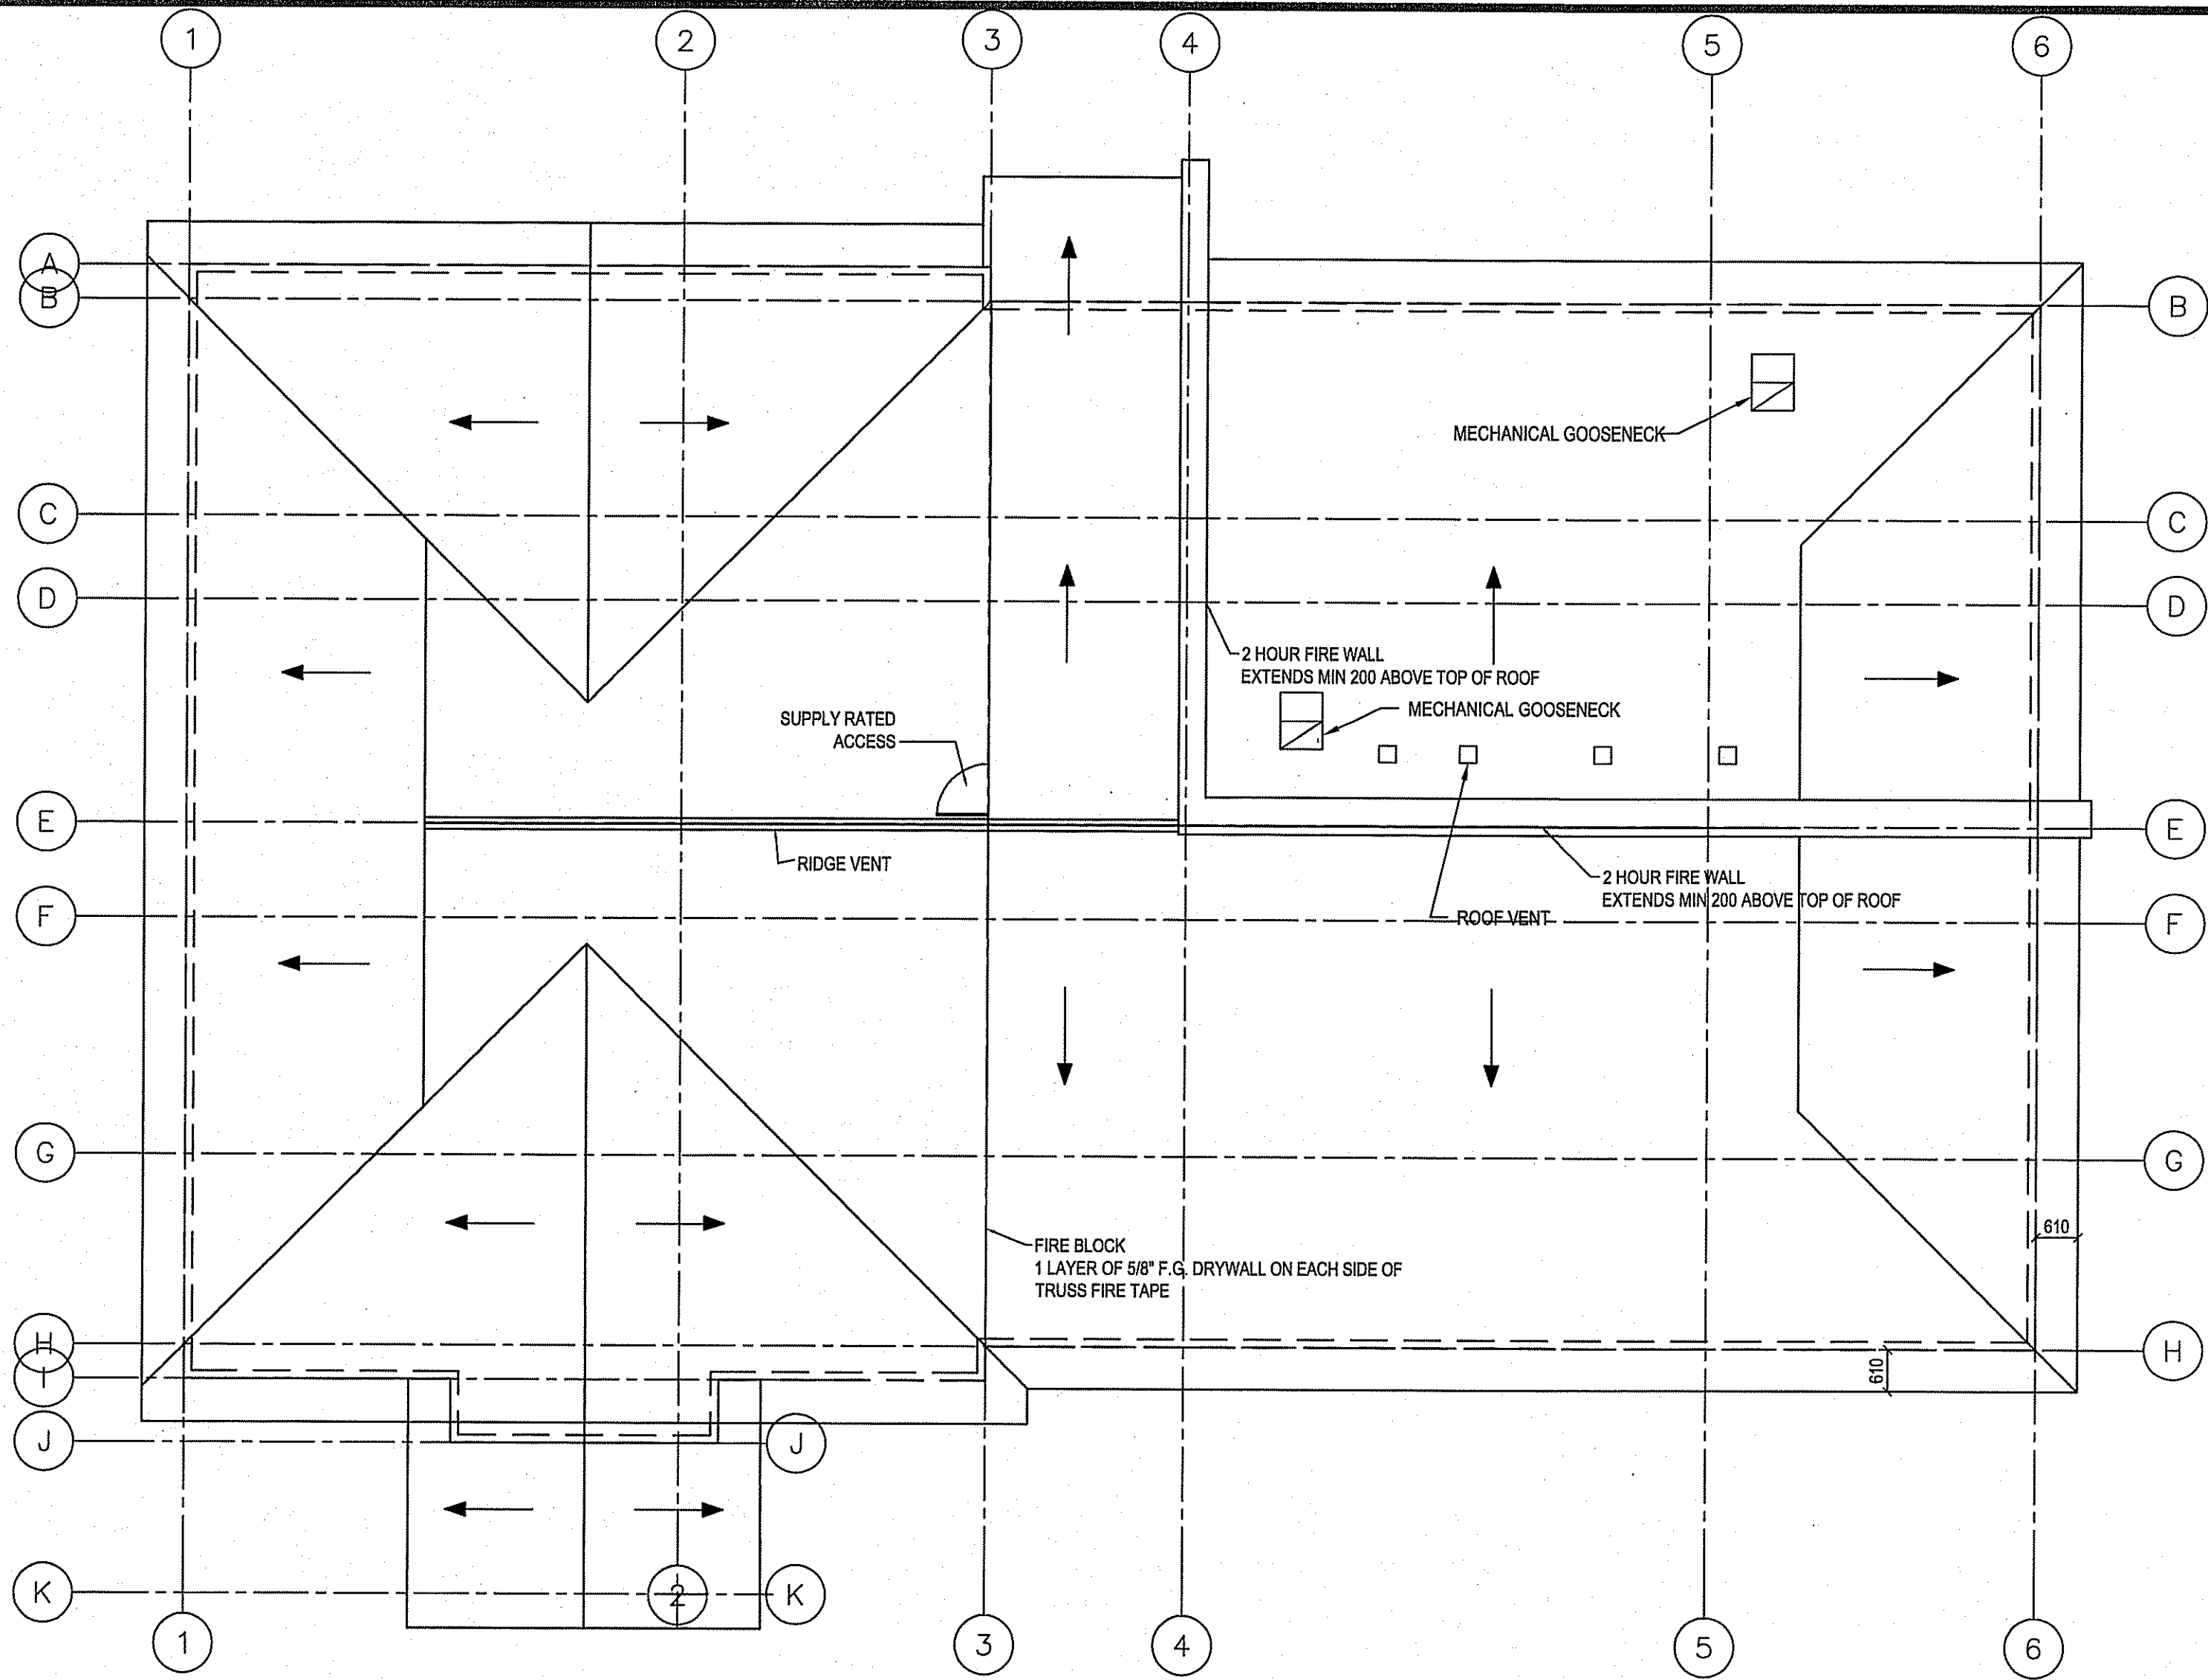 1 2 3 4 5 6
A
B B
MECHANICAL GOOSENECK
C C
D D
2 HOUR FIRE WALL
EXTENDS MIN 200 ABOVE TOP OF ROOF
SUPPLY RATED
ACCESS
MECHANICAL GOOSENECK
E E
RIDGE VENT
2 HOUR FIRE WALL
EXTENDS MIN 200 ABOVE TOP OF ROOF
ROOF VENT
F F
G G
610
FIRE BLOCK
1 LAYER OF 5/8" F.G. DRYWALL ON EACH SIDE OF
TRUSS FIRE TAPE
H H
610
I
J J
K 2 K
1 3 4 5 6